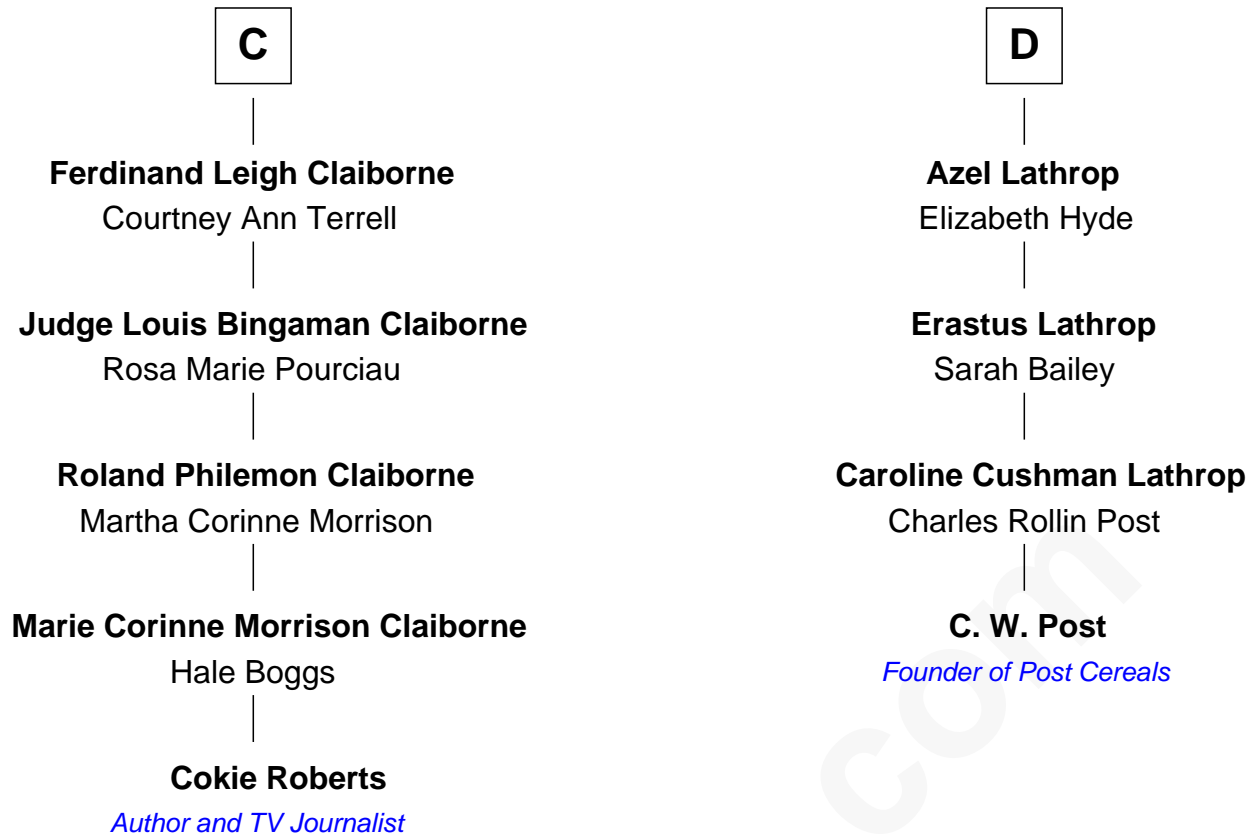 C
Ferdinand Leigh Claiborne
Courtney Ann Terrell
Judge Louis Bingaman Claiborne
Rosa Marie Pourciau
Roland Philemon Claiborne
Martha Corinne Morrison
Marie Corinne Morrison Claiborne
Hale Boggs
Cokie Roberts
Author and TV Journalist
D
Azel Lathrop
Elizabeth Hyde
Erastus Lathrop
Sarah Bailey
Caroline Cushman Lathrop
Charles Rollin Post
C. W. Post
Founder of Post Cereals
com